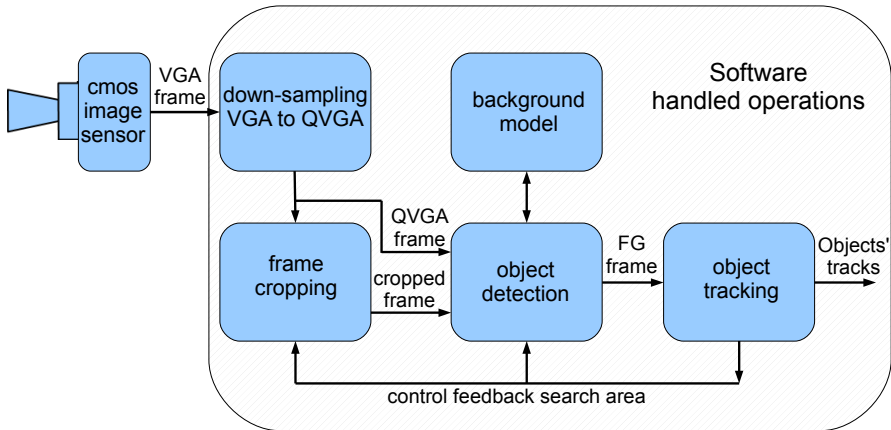 cmos
image
sensor
VGA
frame
down-sampling
VGA to QVGA
background
model
Software
handled operations
QVGA
frame
frame
cropping
cropped
frame
object
detection
FG
frame
object
tracking
Objects'
tracks
control feedback search area